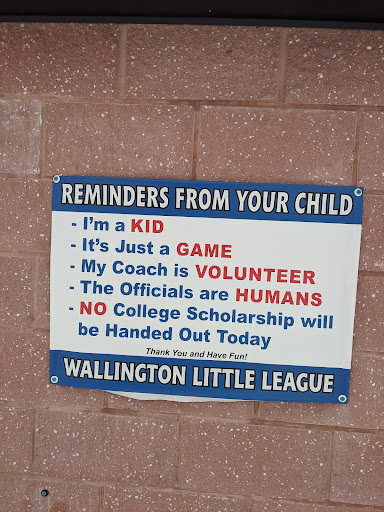 REMINDERS FROM YOUR CHILD
- I'm a KID
- It's Just a GAME
- My Coach is VOLUNTEER
- The Officials are HUMANS
- NO College Scholarship will
be Handed Out Today
Thank You and Have Fun!
WALLINGTON LITTLE LEAGUE